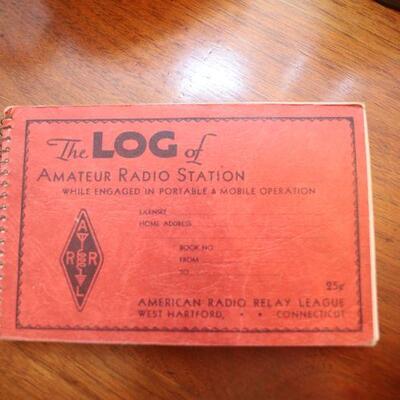 The LOG of
AMATEUR RADIO STATION
WHILE ENGAGED IN PORTABLE & MOBILE OPERATION
LICENSEE
HOME ADDRESS
BOOK NO.
FROM
TO
A
R R
L
25¢
AMERICAN RADIO RELAY LEAGUE
WEST HARTFORD, • • CONNECTICUT